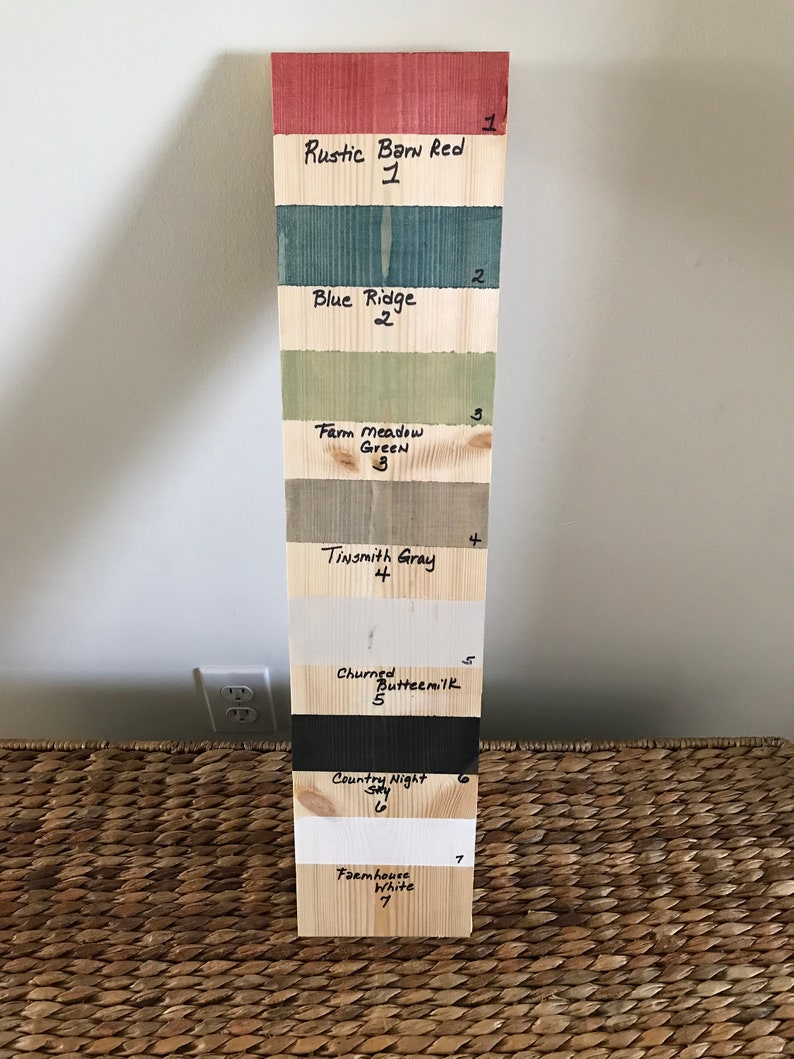 1
Rustic Barn Red
1
2
Blue Ridge
2
3
Farm Meadow
Green
3
4
Tinsmith Gray
4
5
Churned
Buttermilk
5
6
Country Night
Sky
6
7
Farmhouse
White
7